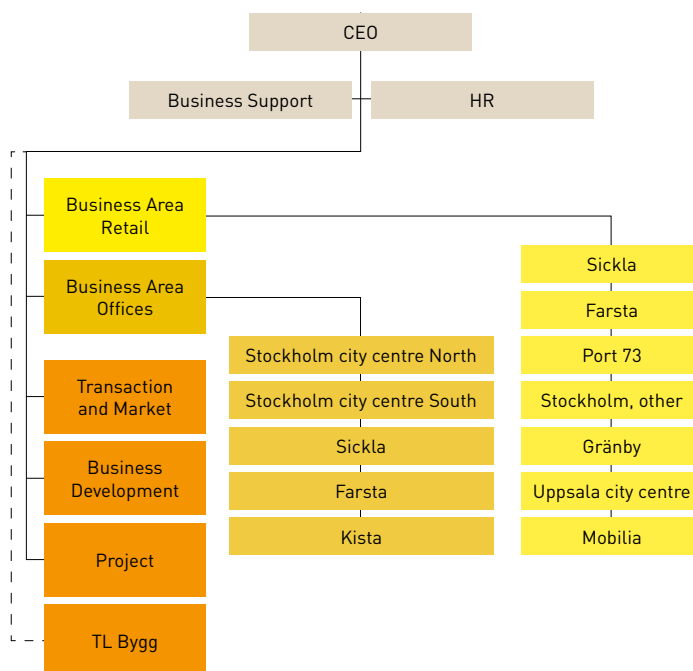 CEO
Business Support
HR
Business Area
Retail
Business Area
Offices
Transaction
and Market
Business
Development
Project
TL Bygg
Stockholm city centre North
Stockholm city centre South
Sickla
Farsta
Kista
Sickla
Farsta
Port 73
Stockholm, other
Gränby
Uppsala city centre
Mobilia